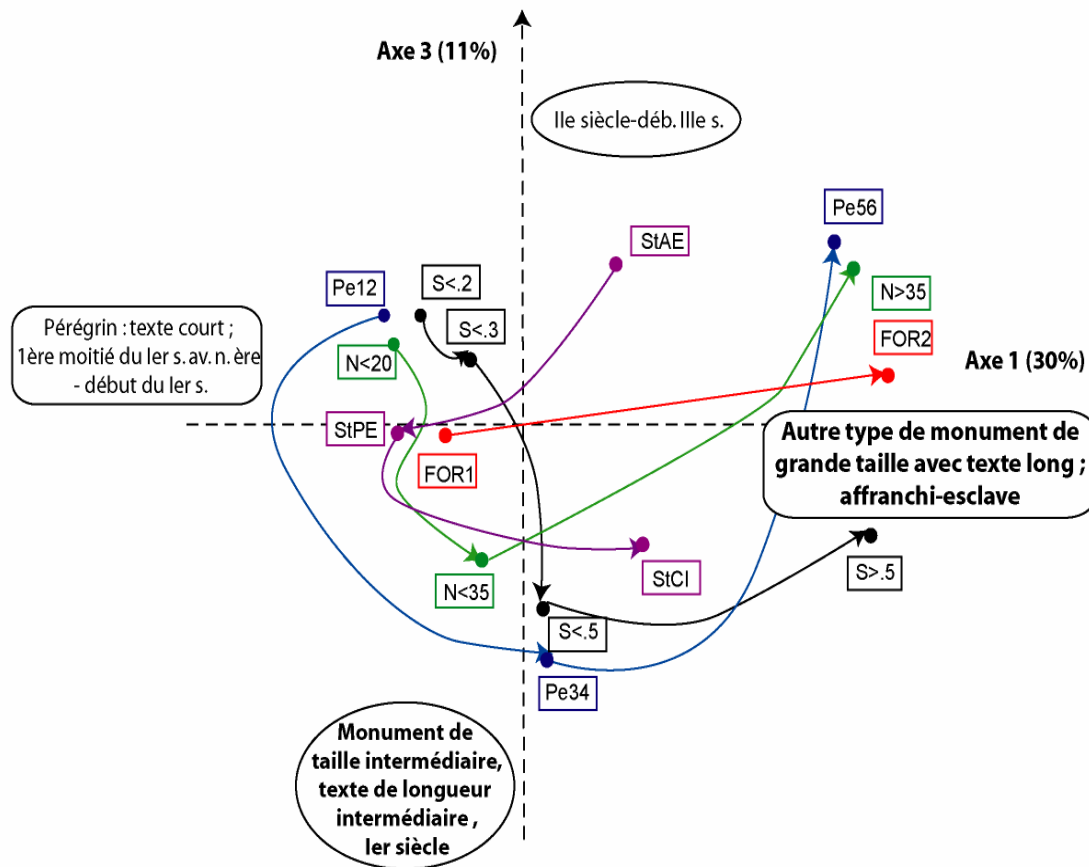 Axe 3 (11%)
IIe siècle-déb. IIIe s.
Pe56
StAE
Pe12
S<.2
N>35
S<.3
Pérégrin : texte court ;
1ère moitié du Ier s. av. n. ère
- début du Ier s.
FOR2
N<20
Axe 1 (30%)
StPE
FOR1
Autre type de monument de
grande taille avec texte long ;
affranchi-esclave
StCI
S>.5
N<35
S<.5
Pe34
Monument de
taille intermédiaire,
texte de longueur
intermédiaire ,
Ier siècle